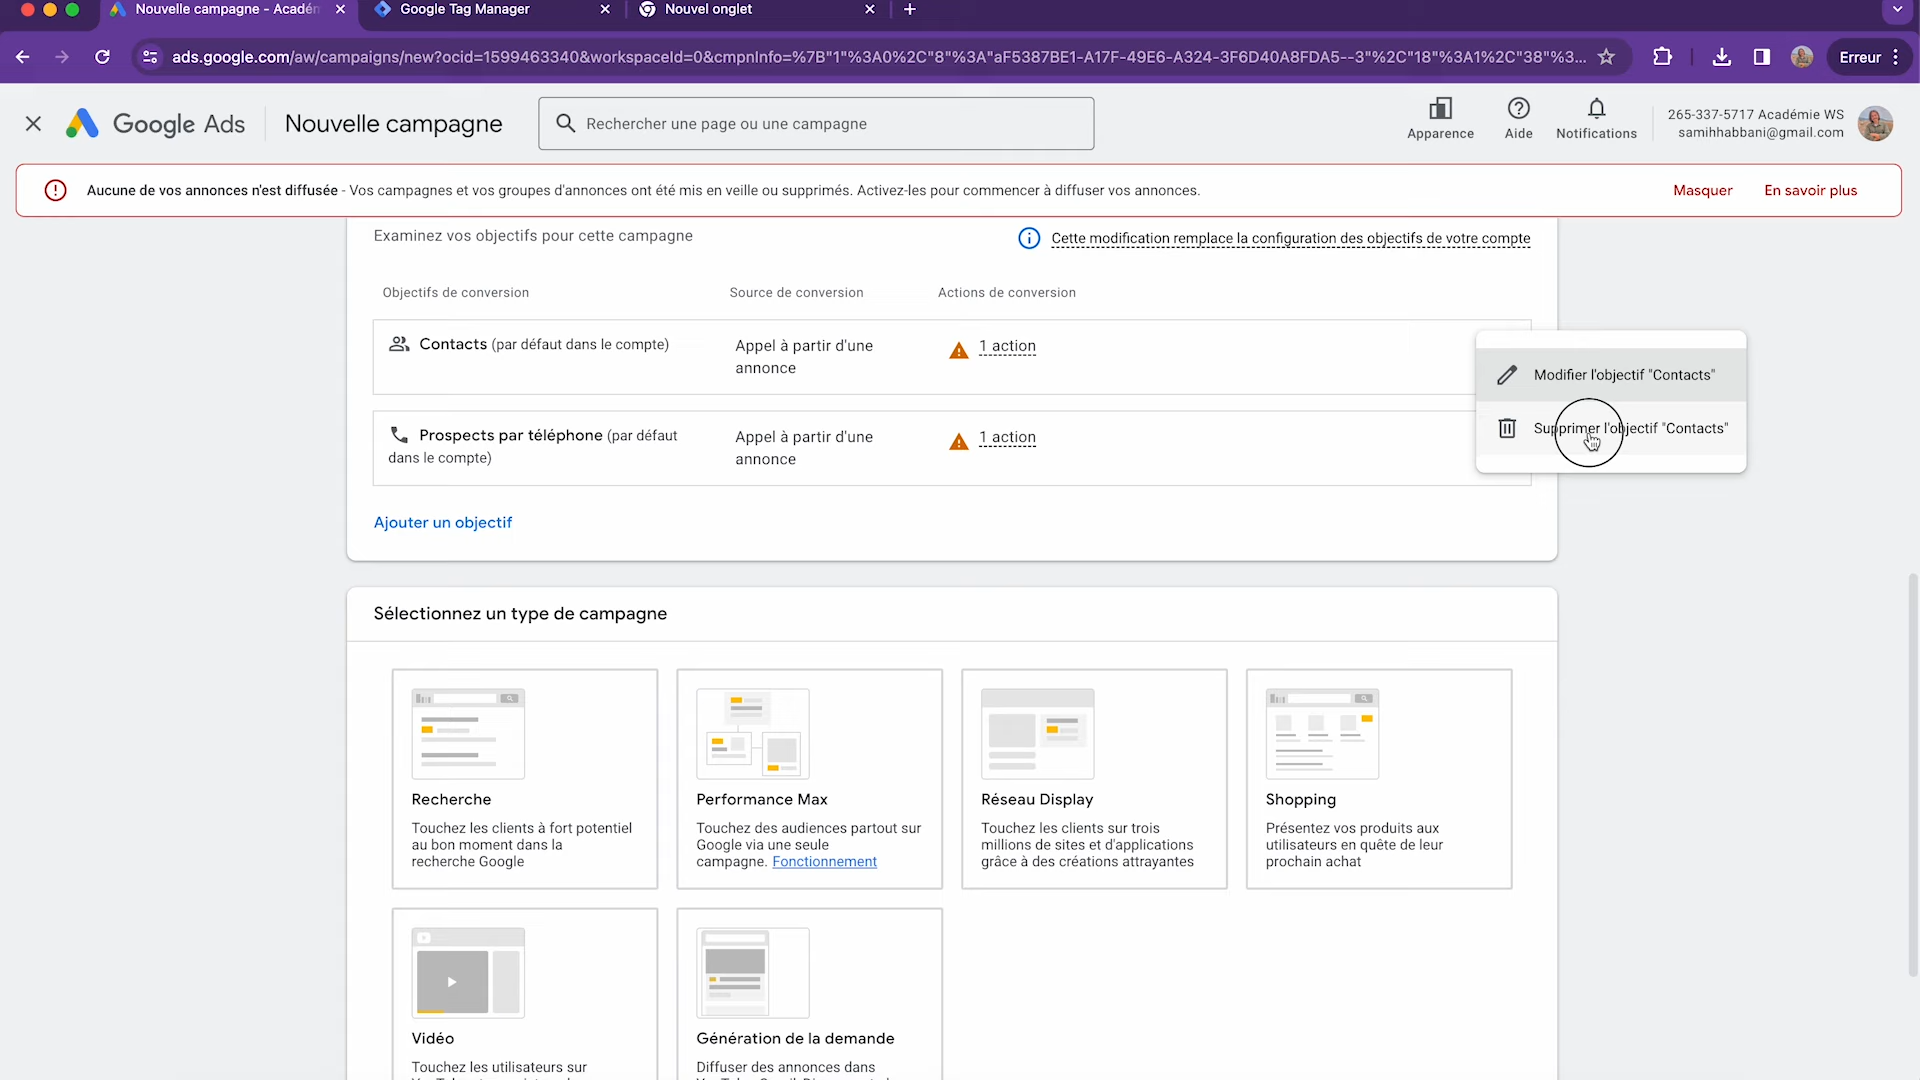 Nouvelle campagne - Académ
Google Tag Manager
Nouvel onglet
ads.google.com/aw/campaigns/new?ocid=1599463340&workspaceId=0&cmpnInfo=%7B"1"%3A0%2C"8"%3A"aF5387BE1-A17F-49E6-A324-3F6D40A8FDA5--3"%2C"18"%3A1%2C"38"%3...
Erreur
Google Ads
Nouvelle campagne
Rechercher une page ou une campagne
Apparence
Aide
Notifications
265-337-5717 Académie WS
samihhabbani@gmail.com
Aucune de vos annonces n'est diffusée - Vos campagnes et vos groupes d'annonces ont été mis en veille ou supprimés. Activez-les pour commencer à diffuser vos annonces.
Masquer
En savoir plus
Examinez vos objectifs pour cette campagne
Cette modification remplace la configuration des objectifs de votre compte
Objectifs de conversion
Source de conversion
Actions de conversion
Contacts (par défaut dans le compte)
Appel à partir d'une
annonce
1 action
Modifier l'objectif "Contacts"
Supprimer l'objectif "Contacts"
Prospects par téléphone (par défaut
dans le compte)
Appel à partir d'une
annonce
1 action
Ajouter un objectif
Sélectionnez un type de campagne
Recherche
Touchez les clients à fort potentiel
au bon moment dans la
recherche Google
Performance Max
Touchez des audiences partout sur
Google via une seule
campagne. Fonctionnement
Réseau Display
Touchez les clients sur trois
millions de sites et d'applications
grâce à des créations attrayantes
Shopping
Présentez vos produits aux
utilisateurs en quête de leur
prochain achat
Vidéo
Touchez les utilisateurs sur
Génération de la demande
Diffuser des annonces dans